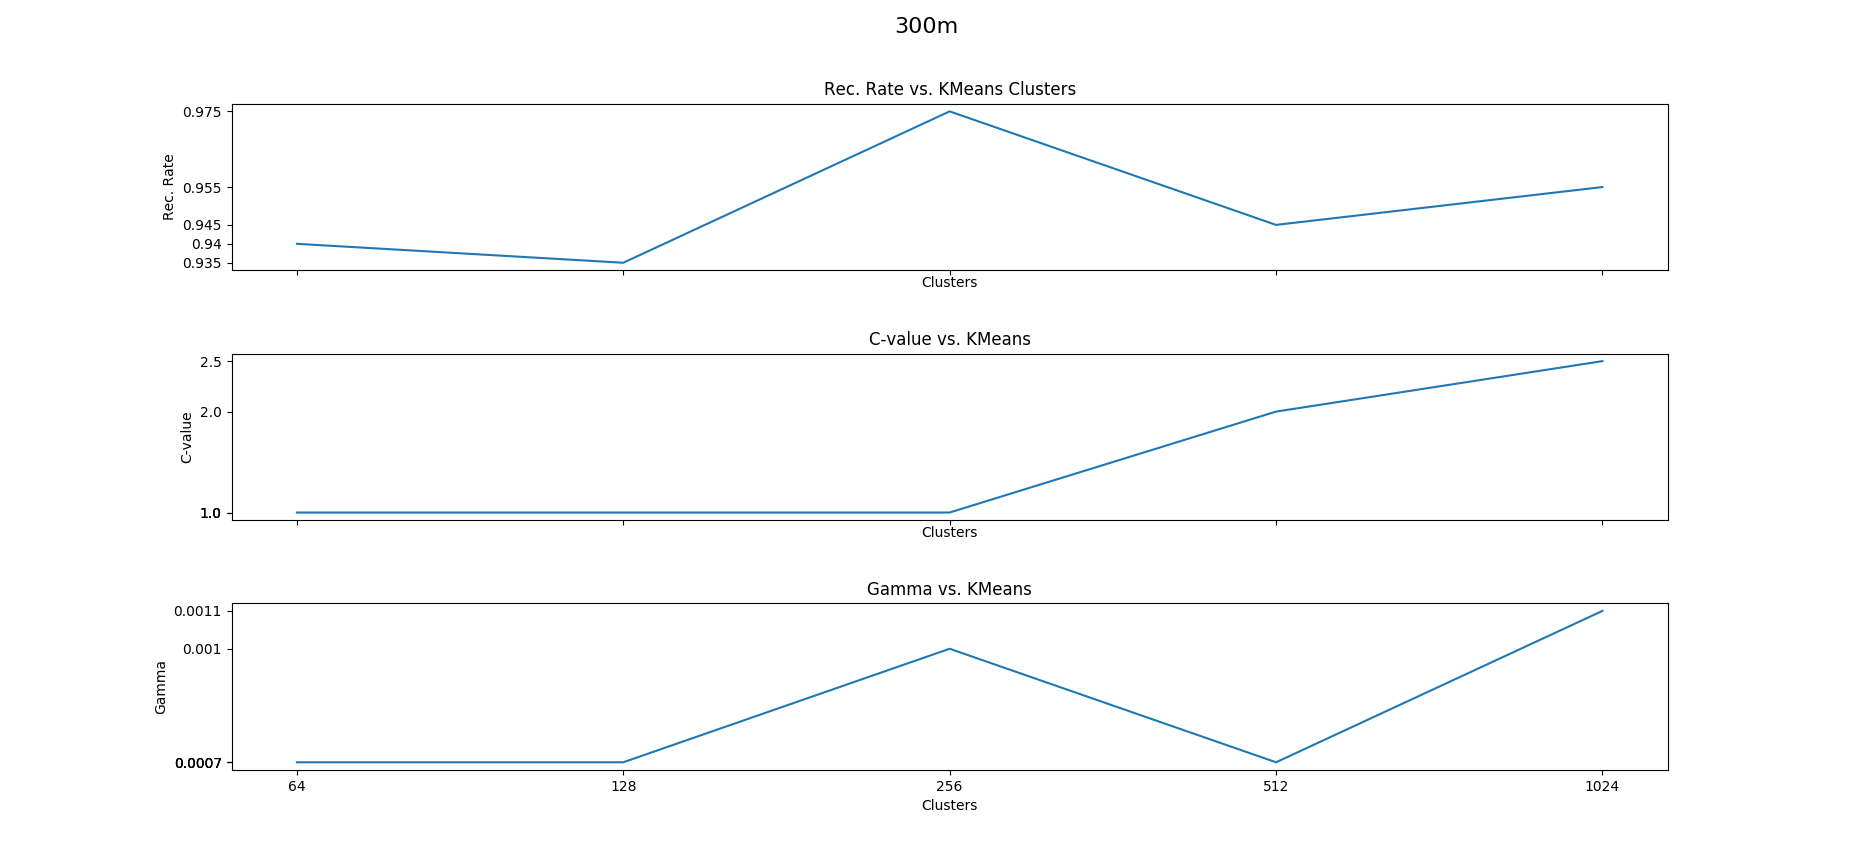 300m
Rec. Rate vs. KMeans Clusters
0.975
0.955
0.945
0.94
0.935
Rec. Rate
Clusters
C-value vs. KMeans
2.5
2.0
1.0
C-value
Clusters
Gamma vs. KMeans
0.0011
0.001
0.0007
Gamma
64 128 256 512 1024
Clusters